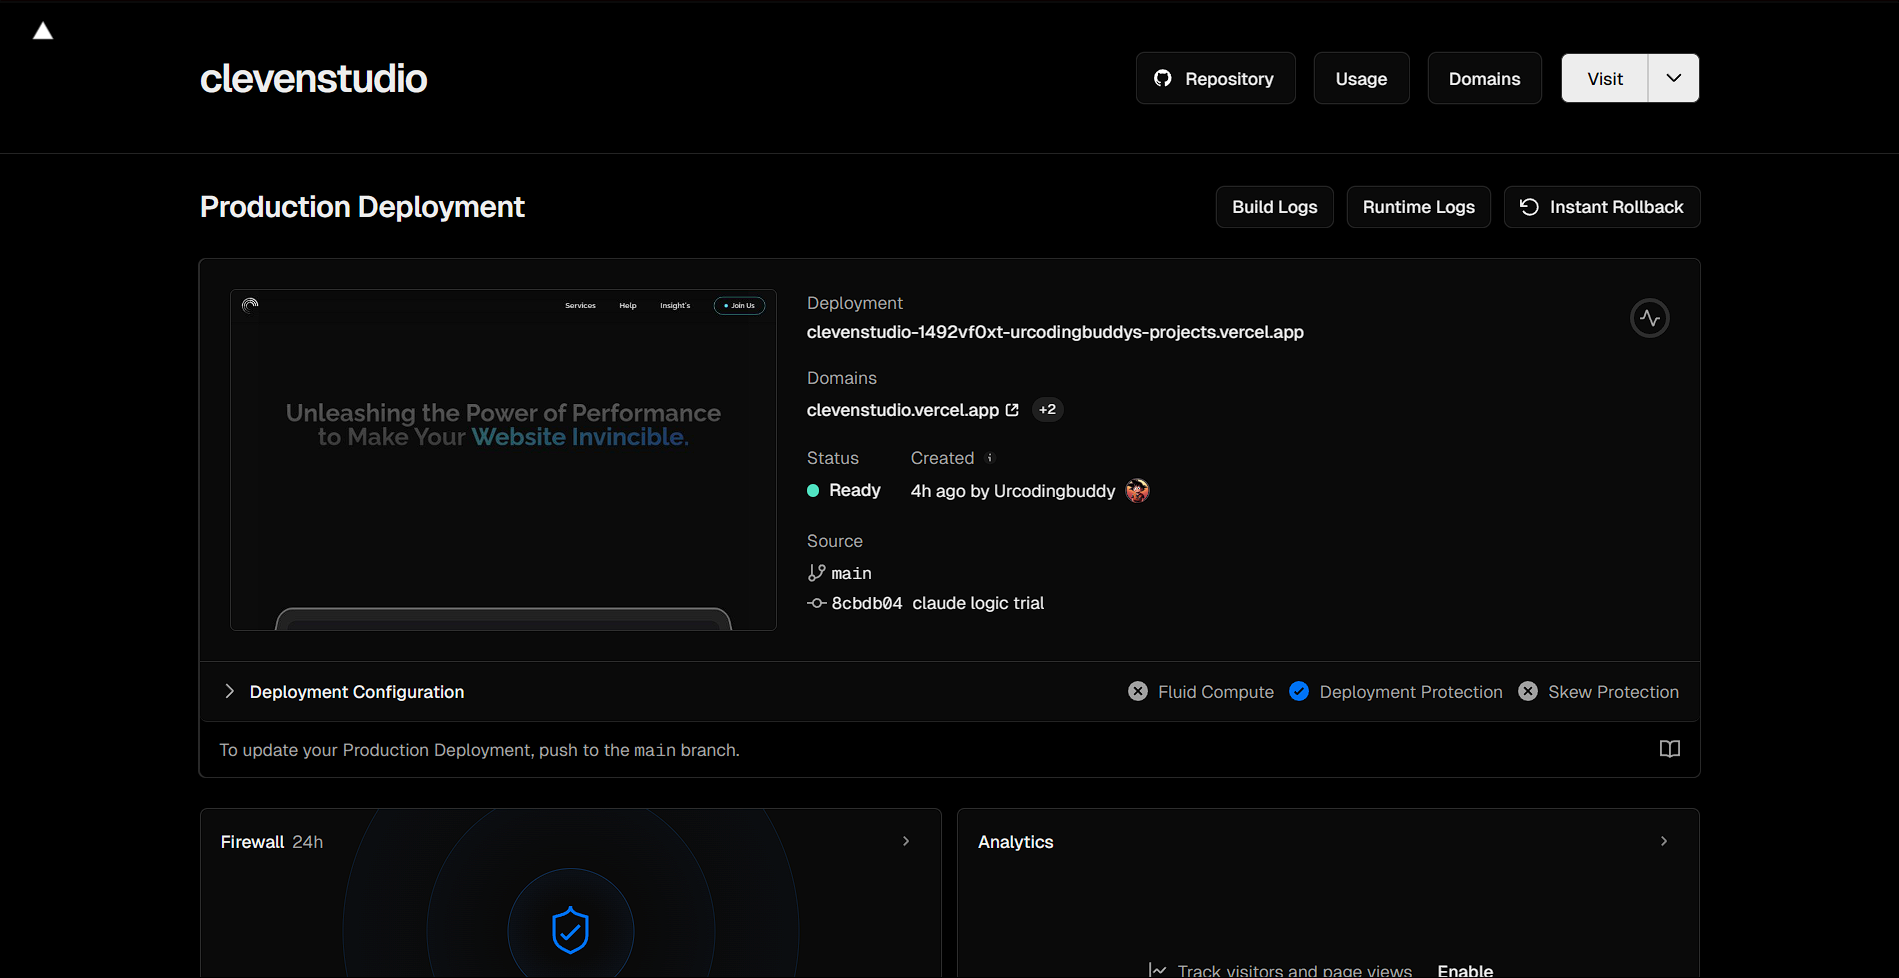 clevenstudio
Repository
Usage
Domains
Visit
Production Deployment
Build Logs
Runtime Logs
Instant Rollback
Services
Help
Insight's
Join Us
Unleashing the Power of Performance
to Make Your Website Invincible.
Deployment
clevenstudio-1492vf0xt-urcodingbuddys-projects.vercel.app
Domains
clevenstudio.vercel.app +2
Status
Created
Ready
4h ago by Urcodingbuddy
Source
main
8cbdb04 claude logic trial
Deployment Configuration
Fluid Compute
Deployment Protection
Skew Protection
To update your Production Deployment, push to the main branch.
Firewall 24h
Analytics
Track visitors and page views
Enable